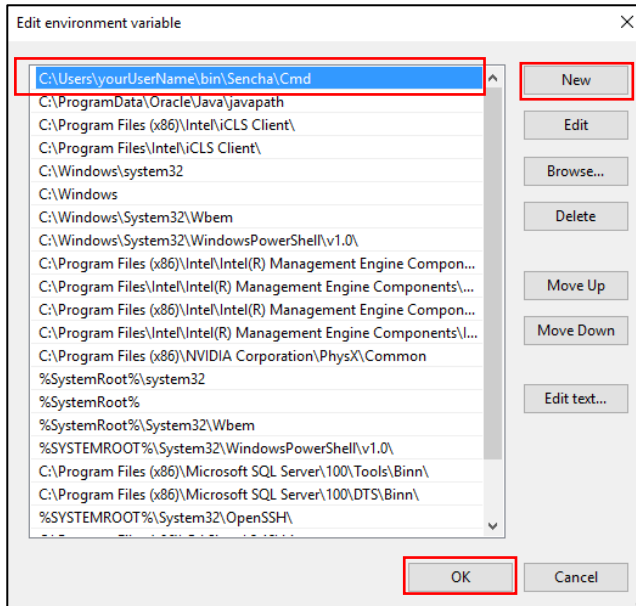 Edit environment variable
C:\Users\yourUserName\bin\Sencha\Cmd
C:\ProgramData\Oracle\Java\javapath
C:\Program Files (x86)\Intel\iCLS Client\
C:\Program Files\Intel\iCLS Client\
C:\Windows\system32
C:\Windows
C:\Windows\System32\Wbem
C:\Windows\System32\WindowsPowerShell\v1.0\
C:\Program Files (x86)\Intel\Intel(R) Management Engine Compon...
C:\Program Files\Intel\Intel(R) Management Engine Components\...
C:\Program Files (x86)\Intel\Intel(R) Management Engine Compon...
C:\Program Files\Intel\Intel(R) Management Engine Components\I...
C:\Program Files (x86)\NVIDIA Corporation\PhysX\Common
%SystemRoot%\system32
%SystemRoot%
%SystemRoot%\System32\Wbem
%SYSTEMROOT%\System32\WindowsPowerShell\v1.0\
C:\Program Files (x86)\Microsoft SQL Server\100\Tools\Binn\
C:\Program Files (x86)\Microsoft SQL Server\100\DTS\Binn\
%SYSTEMROOT%\System32\OpenSSH\
New
Edit
Browse...
Delete
Move Up
Move Down
Edit text...
OK
Cancel